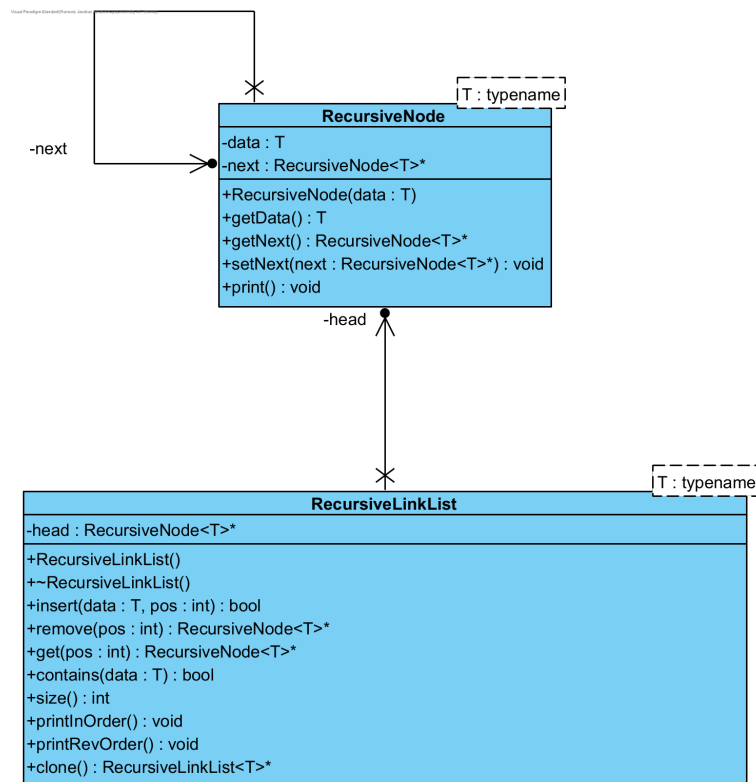 T : typename
RecursiveNode
-data : T
-next : RecursiveNode<T>*
-next
+RecursiveNode(data : T)
+getData() : T
+getNext() : RecursiveNode<T>*
+setNext(next : RecursiveNode<T>*) : void
+print() : void
-head
T : typename
RecursiveLinkList
-head : RecursiveNode<T>*
+RecursiveLinkList()
+~RecursiveLinkList()
+insert(data : T, pos : int) : bool
+remove(pos : int) : RecursiveNode<T>*
+get(pos : int) : RecursiveNode<T>*
+contains(data : T) : bool
+size() : int
+printInOrder() : void
+printRevOrder() : void
+clone() : RecursiveLinkList<T>*